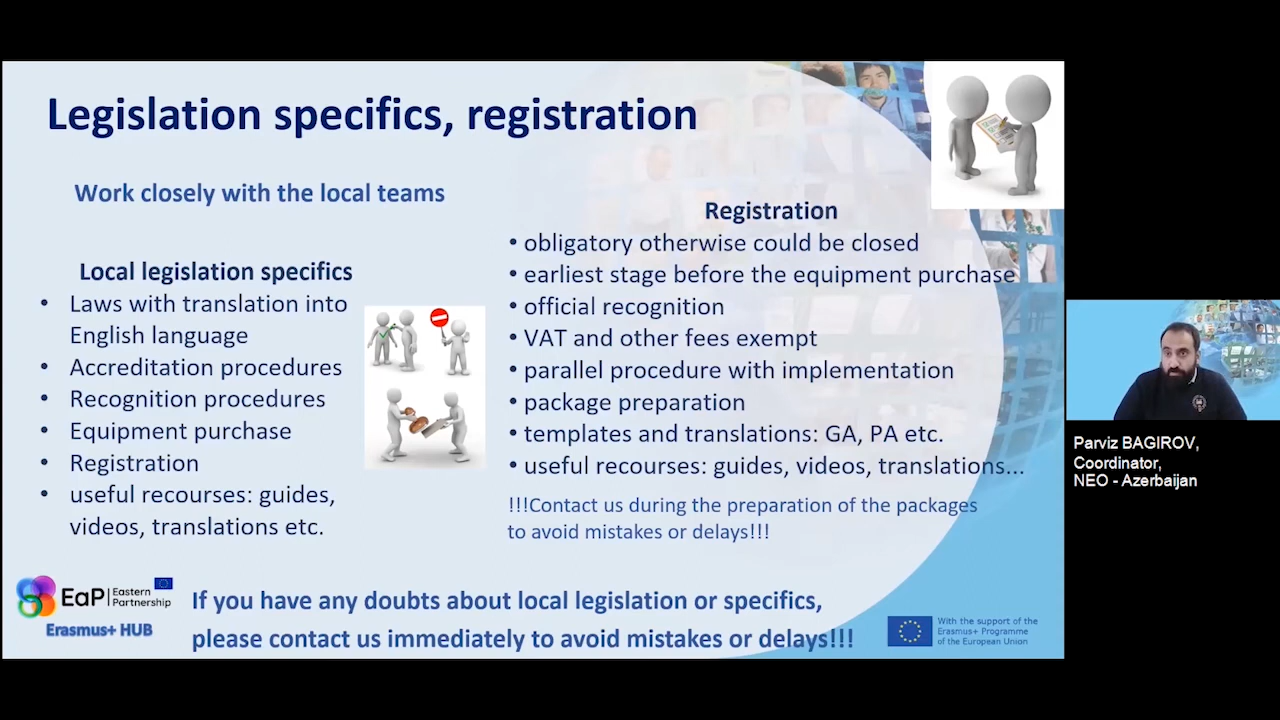 Legislation specifics, registration
Work closely with the local teams
Local legislation specifics
• Laws with translation into
English language
• Accreditation procedures
• Recognition procedures
• Equipment purchase
• Registration
• useful recourses: guides,
videos, translations etc.
Registration
• obligatory otherwise could be closed
• earliest stage before the equipment purchase
• official recognition
• VAT and other fees exempt
• parallel procedure with implementation
• package preparation
• templates and translations: GA, PA etc.
• useful recourses: guides, videos, translations...
!!!Contact us during the preparation of the packages
to avoid mistakes or delays!!!
EaP
Eastern
Partnership
Erasmus+ HUB
If you have any doubts about local legislation or specifics,
please contact us immediately to avoid mistakes or delays!!!
With the support of the
Erasmus+ Programme
of the European Union
Parviz BAGIROV,
Coordinator,
NEO - Azerbaijan